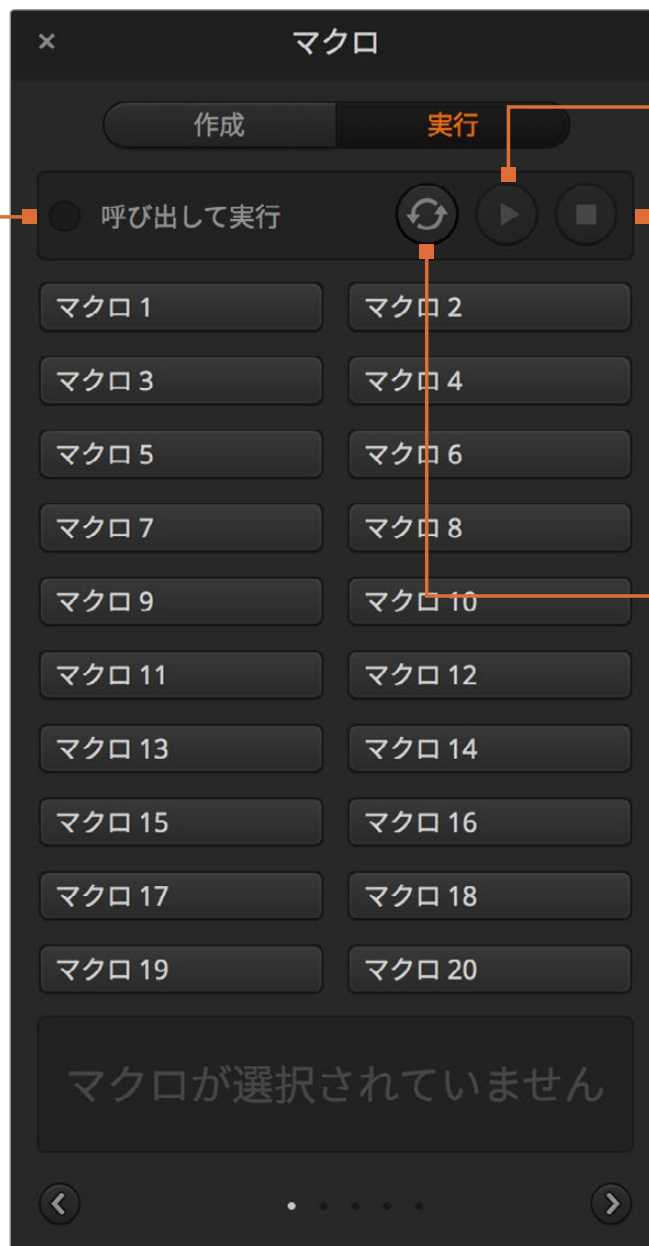 マクロ
作成 実行
呼び出して実行
マクロ 1 マクロ 2
マクロ 3 マクロ 4
マクロ 5 マクロ 6
マクロ 7 マクロ 8
マクロ 9 マクロ 10
マクロ 11 マクロ 12
マクロ 13 マクロ 14
マクロ 15 マクロ 16
マクロ 17 マクロ 18
マクロ 19 マクロ 20
マクロが選択されていません